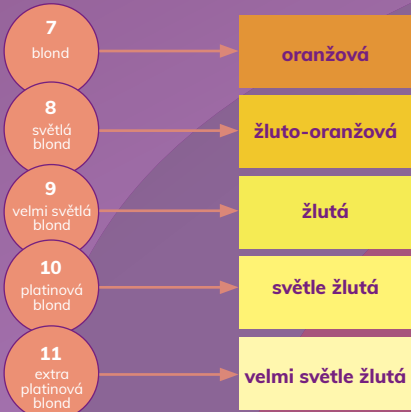 7
blond
oranžová
8
světlá
blond
žluto-oranžová
9
velmi světlá
blond
žlutá
10
platinová
blond
světle žlutá
11
extra
platinová
blond
velmi světle žlutá